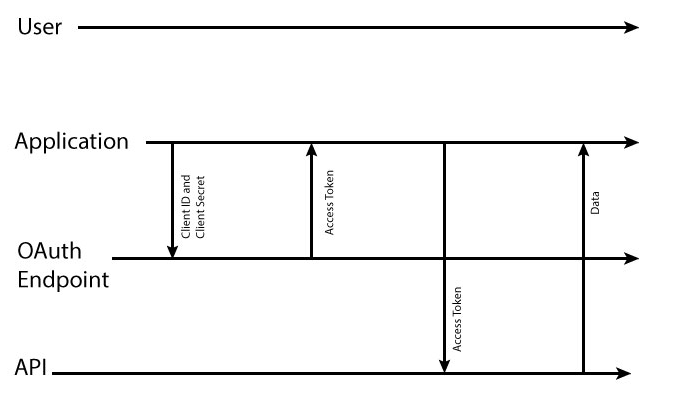 User
Application
Client ID and
Client Secret
Access Token
Data
OAuth
Endpoint
Access Token
API